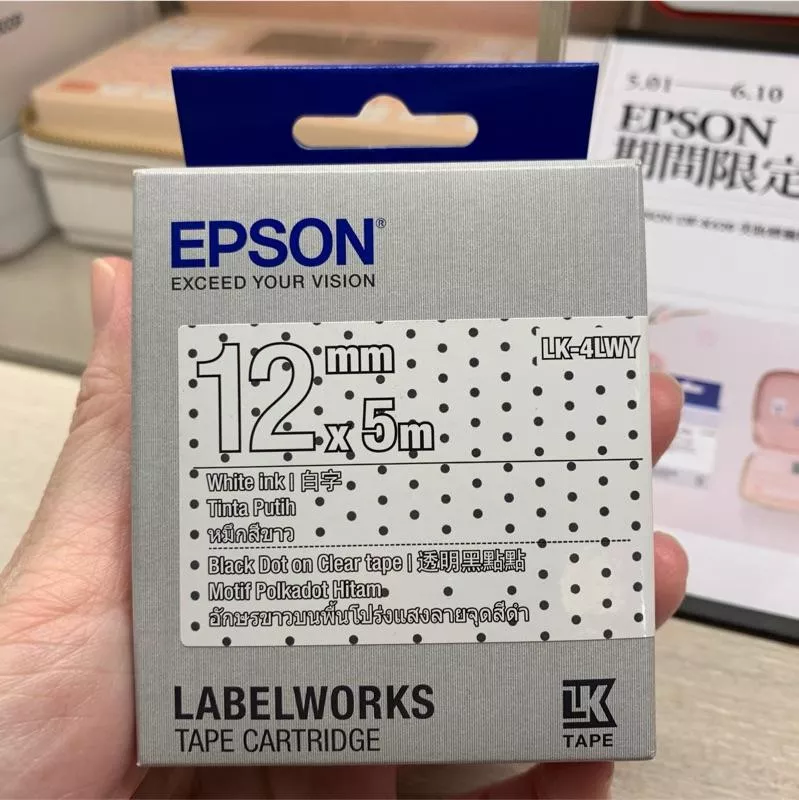 EPSON®
EXCEED YOUR VISION
12mm x 5m
LK-4LWY
White ink | 白字
Tinta Putih
หมึกสีขาว
Black Dot on Clear tape | 透明黑點點
Motif Polkadot Hitam
อักษรขาวบนพื้นโปร่งแสงลายจุดสีดำ
LABELWORKS
TAPE CARTRIDGE
LK
TAPE
5.01——6.10
EPSON
期間限定